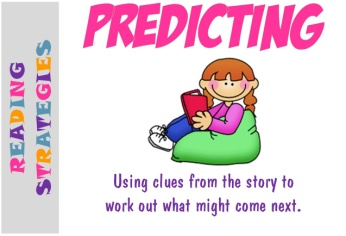 READING
STRATEGIES
PREDICTING
Using clues from the story to
work out what might come next.